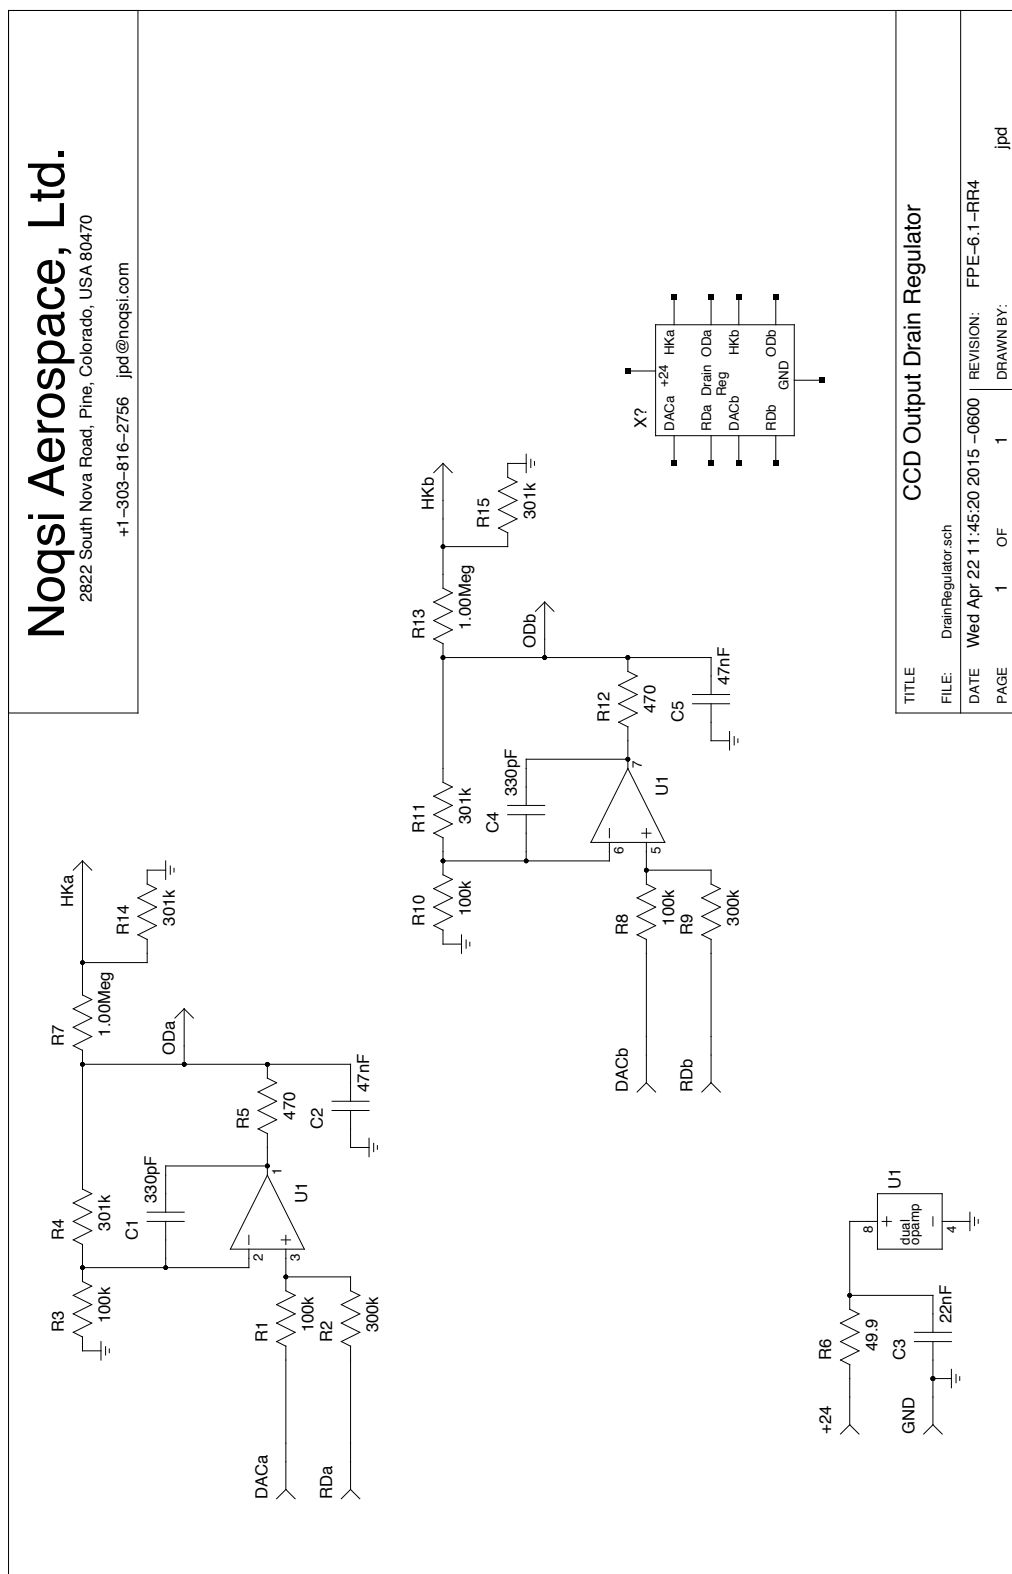 Noqsi Aerospace, Ltd.
2822 South Nova Road, Pine, Colorado, USA 80470
+1−303−816−2756 jpd@noqsi.com
R3
100k
R4
301k
R7
1.00Meg
HKa
R14
301k
C1
330pF
ODa
R5
470
C2
47nF
2
3
1
U1
−
+
DACa
R1
100k
RDa
R2
300k
R10
100k
R11
301k
R13
1.00Meg
HKb
R15
301k
C4
330pF
ODb
R12
470
C5
47nF
6
5
7
U1
−
+
DACb
R8
100k
RDb
R9
300k
X?
DACa +24 HKa
RDa Drain ODa
Reg
DACb HKb
RDb ODb
GND
+24
R6
49.9
GND
C3
22nF
8
4
+
dual
opamp
−
U1
TITLE
CCD Output Drain Regulator
FILE: DrainRegulator.sch
DATE Wed Apr 22 11:45:20 2015 −0600 REVISION: FPE−6.1−RR4
PAGE 1 OF 1 DRAWN BY: jpd